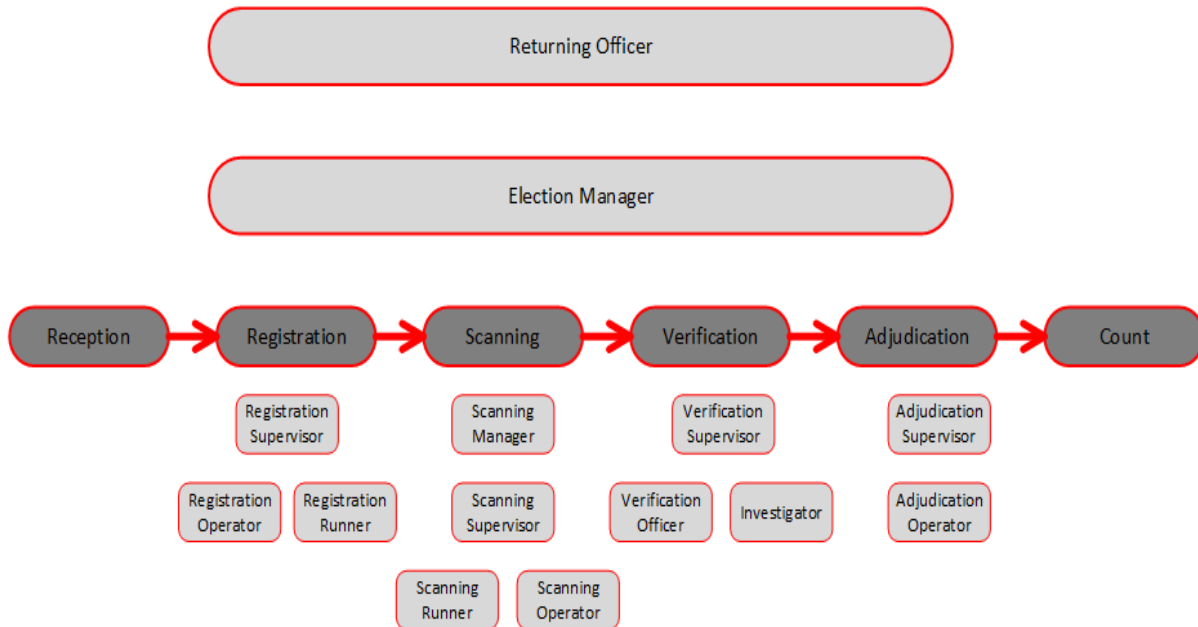 Returning Officer
Election Manager
Reception
Registration
Scanning
Verification
Adjudication
Count
Registration
Supervisor
Scanning
Manager
Verification
Supervisor
Adjudication
Supervisor
Registration
Operator
Registration
Runner
Scanning
Supervisor
Verification
Officer
Investigator
Adjudication
Operator
Scanning
Runner
Scanning
Operator